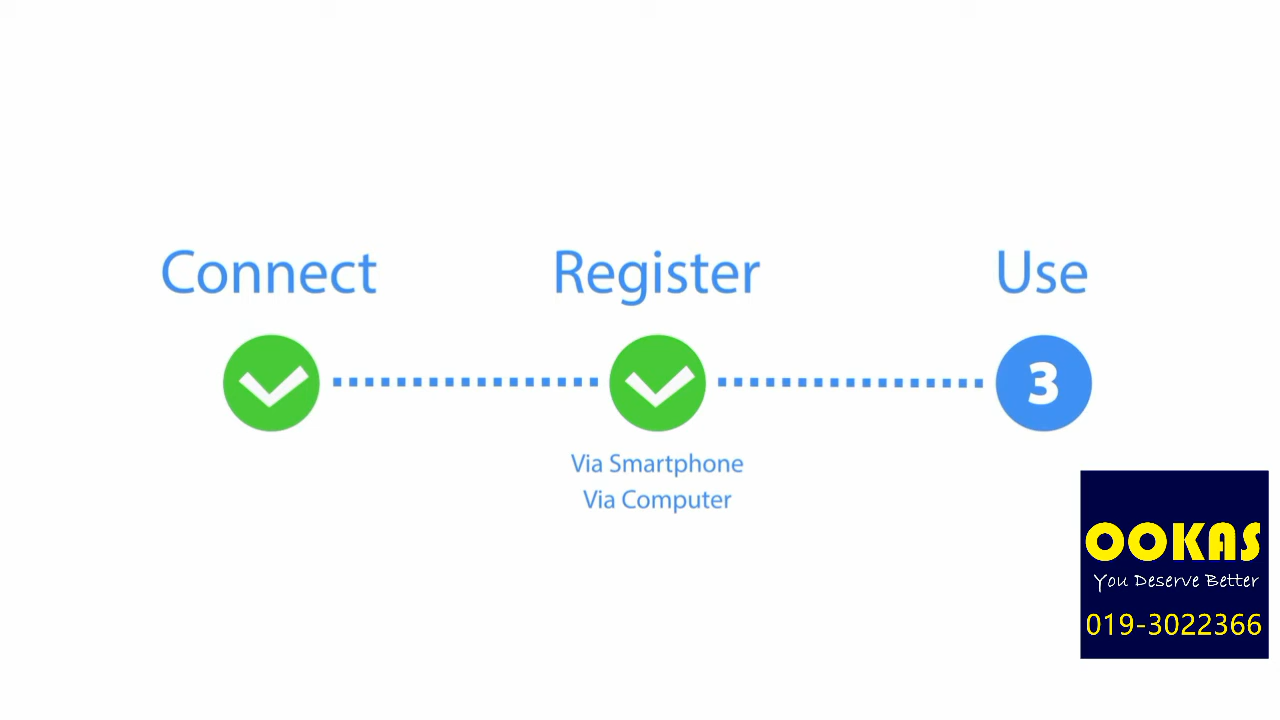 Connect
Register
Use
3
Via Smartphone
Via Computer
OOKAS
You Deserve Better
019-3022366